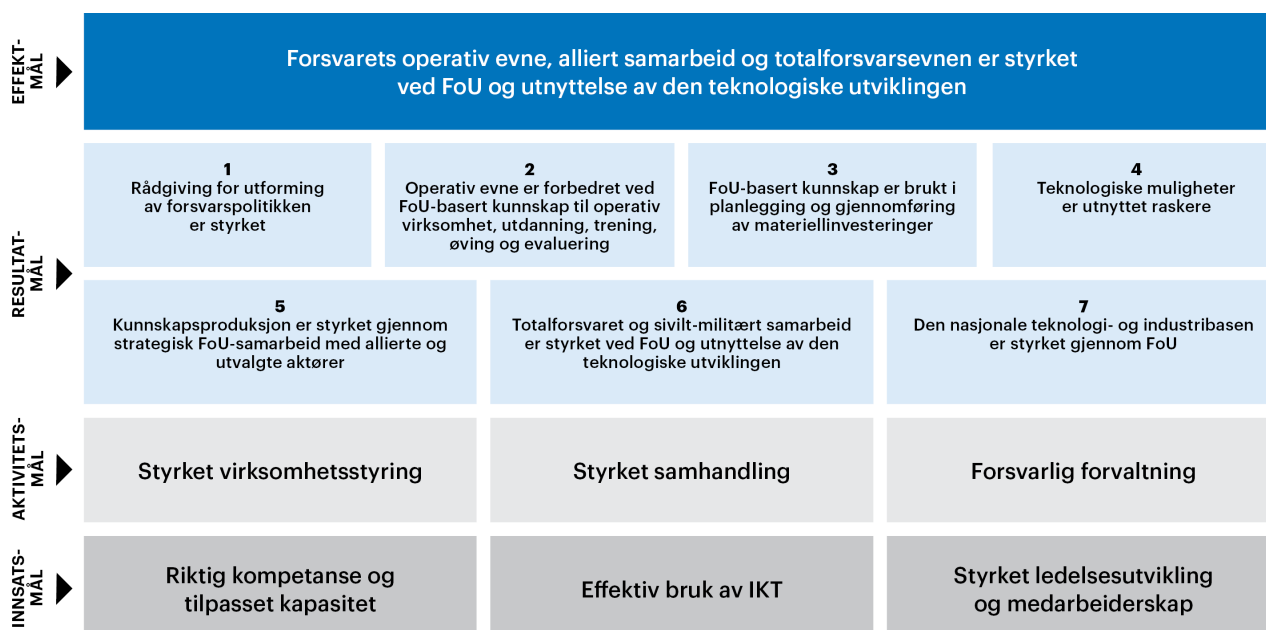 EFFEKT-
MÅL
Forsvarets operativ evne, alliert samarbeid og totalforsvarsevnen er styrket
ved FoU og utnyttelse av den teknologiske utviklingen
RESULTAT-
MÅL
1
Rådgiving for utforming
av forsvarspolitikken
er styrket
2
Operativ evne er forbedret ved
FoU-basert kunnskap til operativ
virksomhet, utdanning, trening,
øving og evaluering
3
FoU-basert kunnskap er brukt i
planlegging og gjennomføring
av materiellinvesteringer
4
Teknologiske muligheter
er utnyttet raskere
5
Kunnskapsproduksjon er styrket gjennom
strategisk FoU-samarbeid med allierte og
utvalgte aktører
6
Totalforsvaret og sivilt-militært samarbeid
er styrket ved FoU og utnyttelse av den
teknologiske utviklingen
7
Den nasjonale teknologi- og industribasen
er styrket gjennom FoU
AKTIVITETS-
MÅL
Styrket virksomhetsstyring
Styrket samhandling
Forsvarlig forvaltning
INNSATS-
MÅL
Riktig kompetanse og
tilpasset kapasitet
Effektiv bruk av IKT
Styrket ledelsesutvikling
og medarbeiderskap